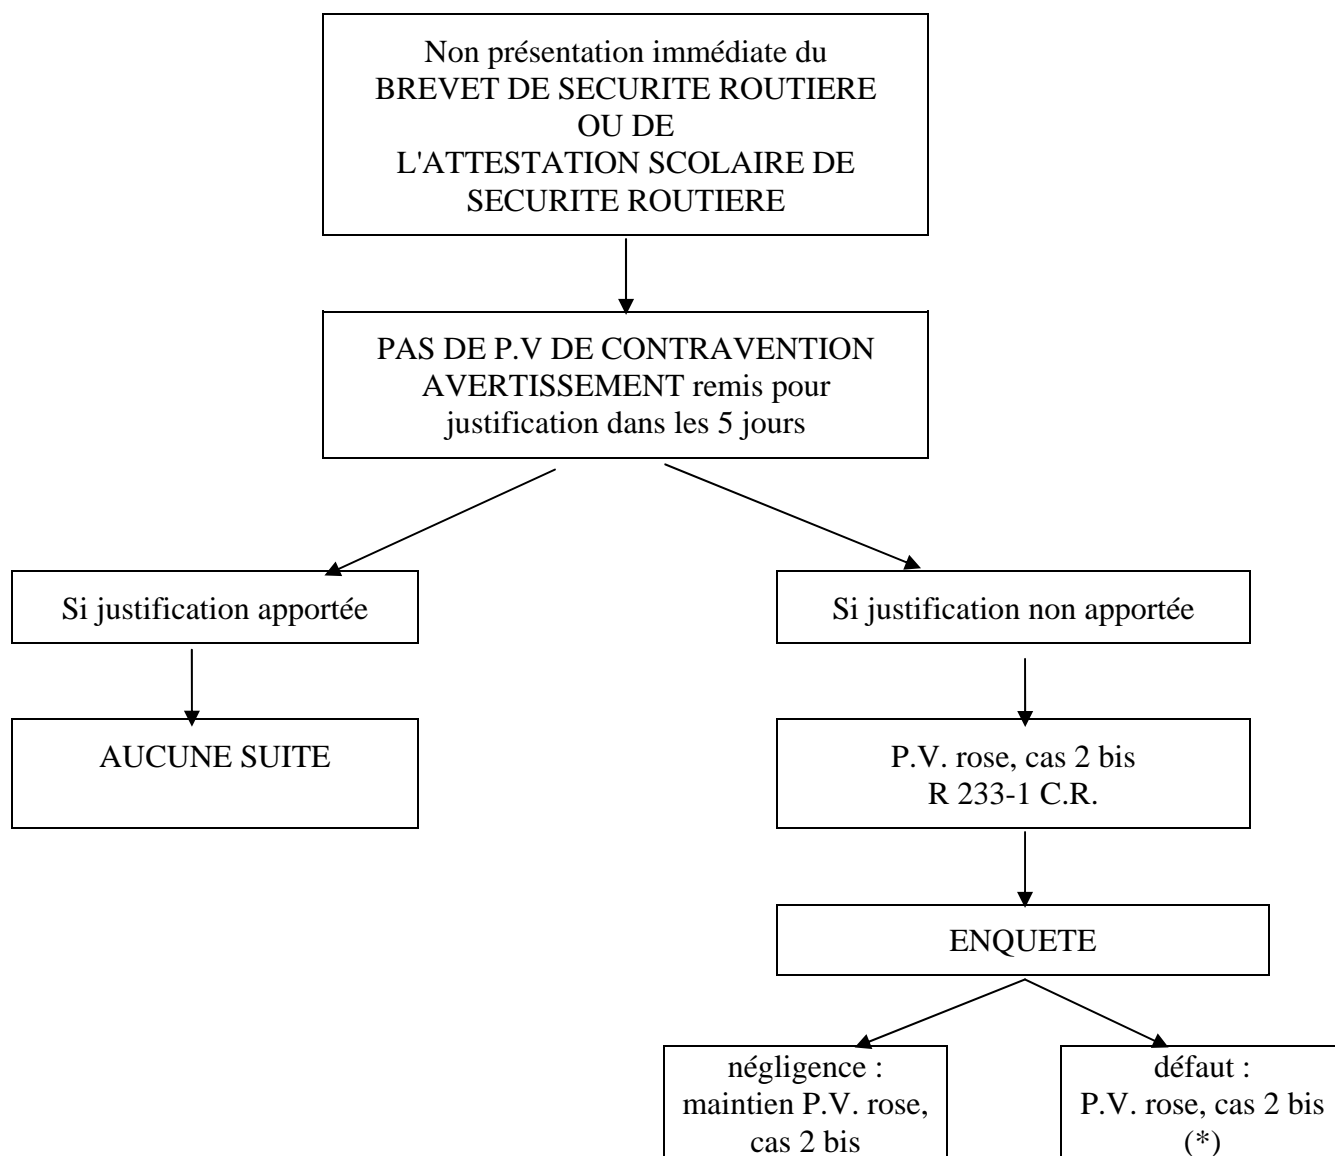 Non présentation immédiate du
BREVET DE SECURITE ROUTIERE
OU DE
L'ATTESTATION SCOLAIRE DE
SECURITE ROUTIERE
PAS DE P.V DE CONTRAVENTION
AVERTISSEMENT remis pour
justification dans les 5 jours
Si justification apportée
Si justification non apportée
AUCUNE SUITE
P.V. rose, cas 2 bis
R 233-1 C.R.
ENQUETE
négligence :
maintien P.V. rose,
cas 2 bis
défaut :
P.V. rose, cas 2 bis
(*)